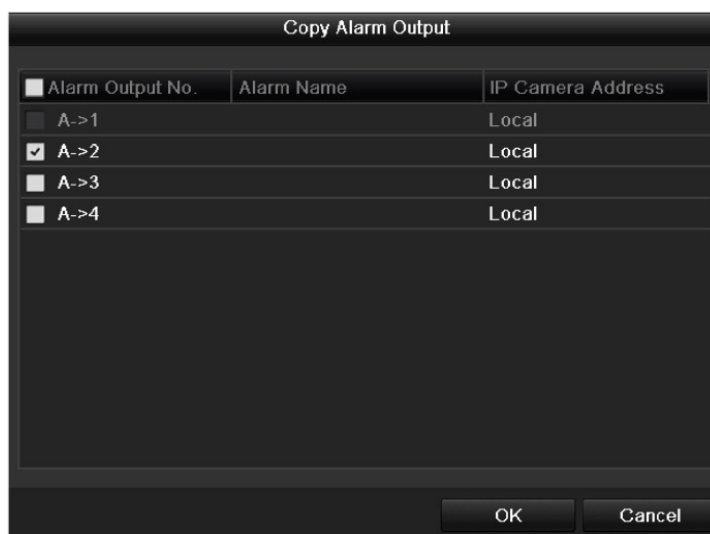 Copy Alarm Output
Alarm Output No. Alarm Name IP Camera Address
A->1 Local
A->2 Local
A->3 Local
A->4 Local
OK Cancel